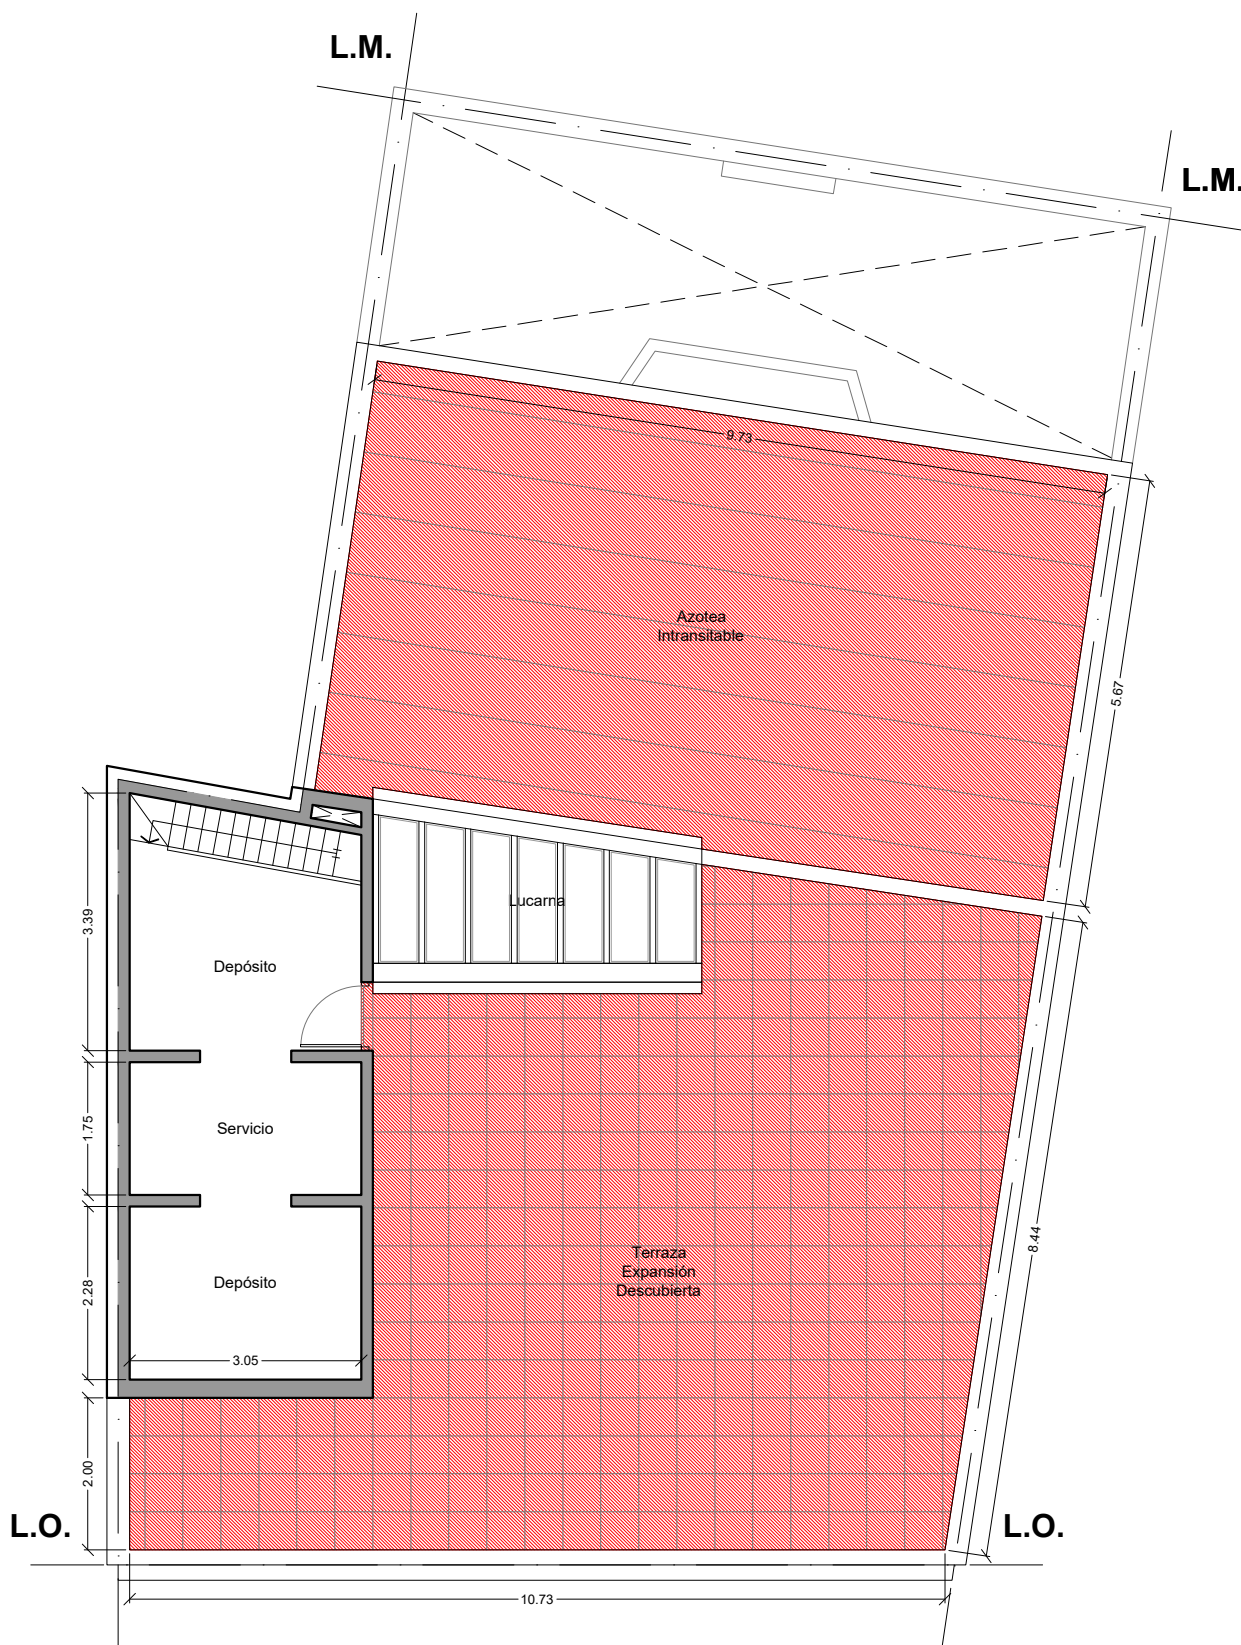 L.M.
L.M.
9.73
Azotea
Intransitable
5.67
Lucarna
3.39
Depósito
1.75
Servicio
8.44
Terraza
Expansión
Descubierta
2.28
Depósito
3.05
2.00
L.O.
L.O.
10.73